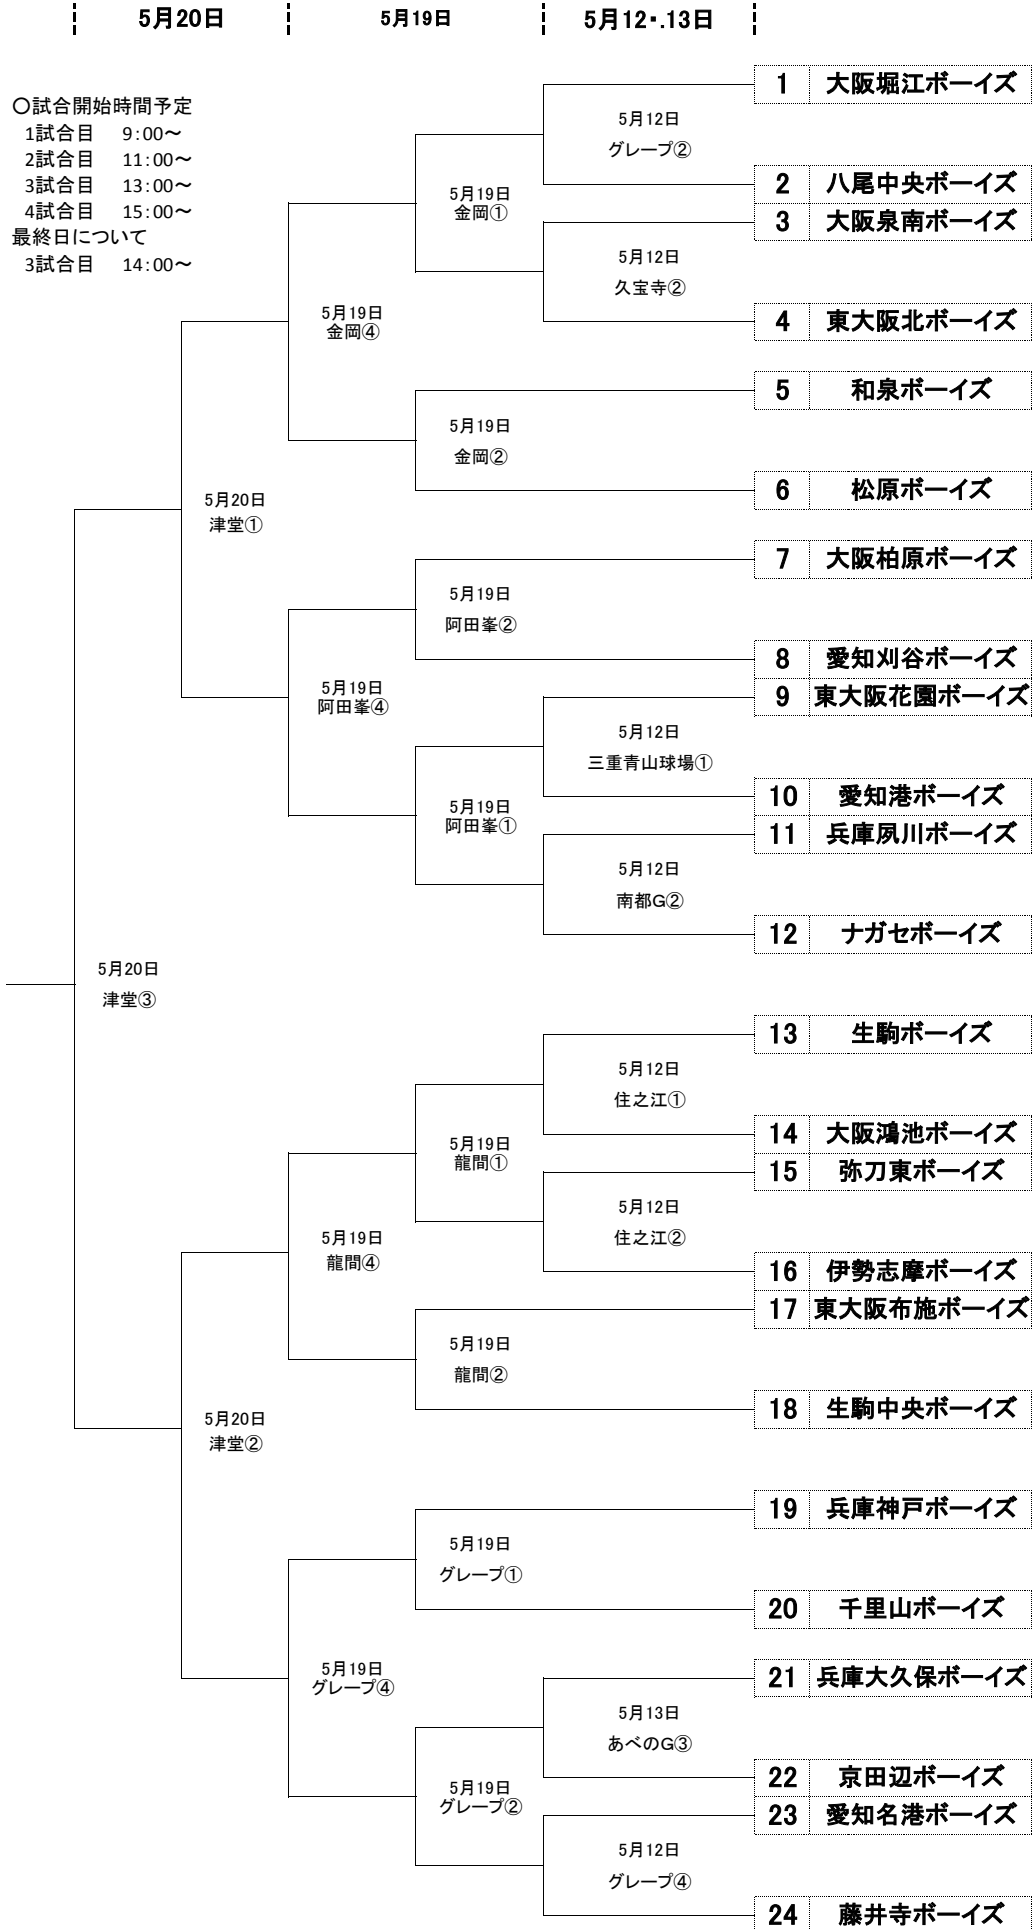 5月20日
5月19日
5月12・.13日
〇試合開始時間予定
1試合目 9:00～
2試合目 11:00～
3試合目 13:00～
4試合目 15:00～
最終日について
3試合目 14:00～
1 大阪堀江ボーイズ
5月12日
グレープ②
2 八尾中央ボーイズ
5月19日
金岡①
3 大阪泉南ボーイズ
5月12日
久宝寺②
4 東大阪北ボーイズ
5月19日
金岡④
5 和泉ボーイズ
5月19日
金岡②
6 松原ボーイズ
5月20日
津堂①
7 大阪柏原ボーイズ
5月19日
阿田峯②
8 愛知刈谷ボーイズ
5月19日
阿田峯④
9 東大阪花園ボーイズ
5月12日
三重青山球場①
10 愛知港ボーイズ
5月19日
阿田峯①
11 兵庫夙川ボーイズ
5月12日
南都G②
12 ナガセボーイズ
5月20日
津堂③
13 生駒ボーイズ
5月12日
住之江①
14 大阪鴻池ボーイズ
5月19日
龍間①
15 弥刀東ボーイズ
5月12日
住之江②
16 伊勢志摩ボーイズ
5月19日
龍間④
17 東大阪布施ボーイズ
5月19日
龍間②
18 生駒中央ボーイズ
5月20日
津堂②
19 兵庫神戸ボーイズ
5月19日
グレープ①
20 千里山ボーイズ
5月19日
グレープ④
21 兵庫大久保ボーイズ
5月13日
あべのG③
22 京田辺ボーイズ
5月19日
グレープ②
23 愛知名港ボーイズ
5月12日
グレープ④
24 藤井寺ボーイズ